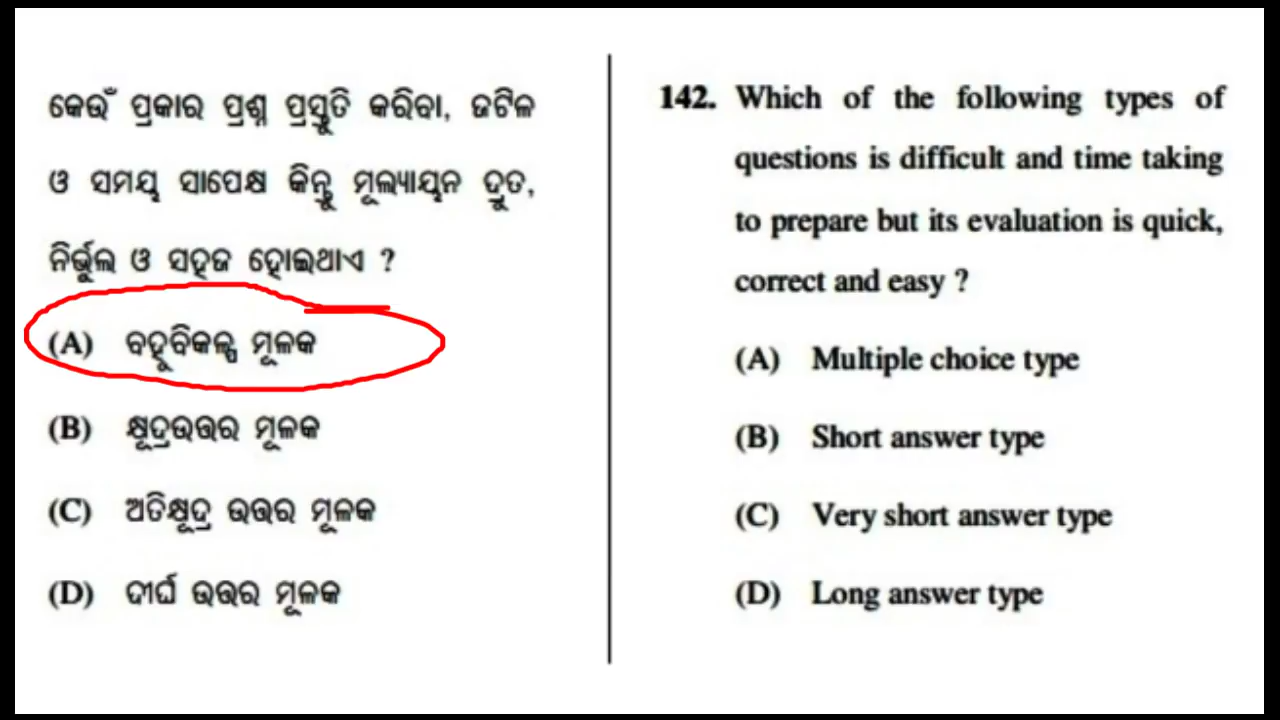 କେଉଁ ପ୍ରକାର ପ୍ରଶ୍ନ ପ୍ରସ୍ତୁତି କରିବା, ଜଟିଳ
ଓ ସମୟ ସାପେକ୍ଷ କିନ୍ତୁ ମୂଲ୍ୟାୟନ ଦ୍ରୁତ,
ନିର୍ଭୁଲ ଓ ସହଜ ହୋଇଥାଏ ?
(A) ବହୁବିକଳ୍ପ ମୂଳକ
(B) କ୍ଷୂଦ୍ରଉତ୍ତର ମୂଳକ
(C) ଅତିକ୍ଷୂଦ୍ର ଉତ୍ତର ମୂଳକ
(D) ଦୀର୍ଘ ଉତ୍ତର ମୂଳକ
142. Which of the following types of
questions is difficult and time taking
to prepare but its evaluation is quick,
correct and easy ?
(A) Multiple choice type
(B) Short answer type
(C) Very short answer type
(D) Long answer type